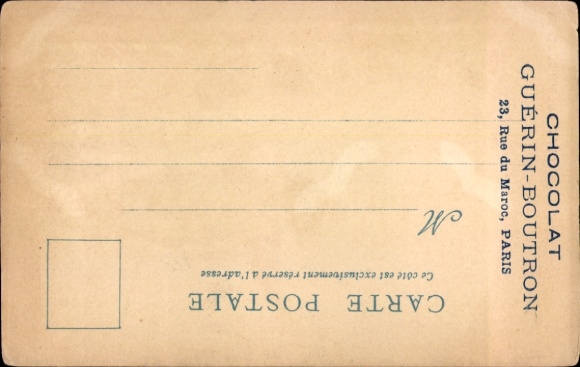 CARTE POSTALE
Ce côté est exclusivement réservé à l'adresse
M
CHOCOLAT
GUÉRIN-BOUTRON
23, Rue du Maroc, PARIS